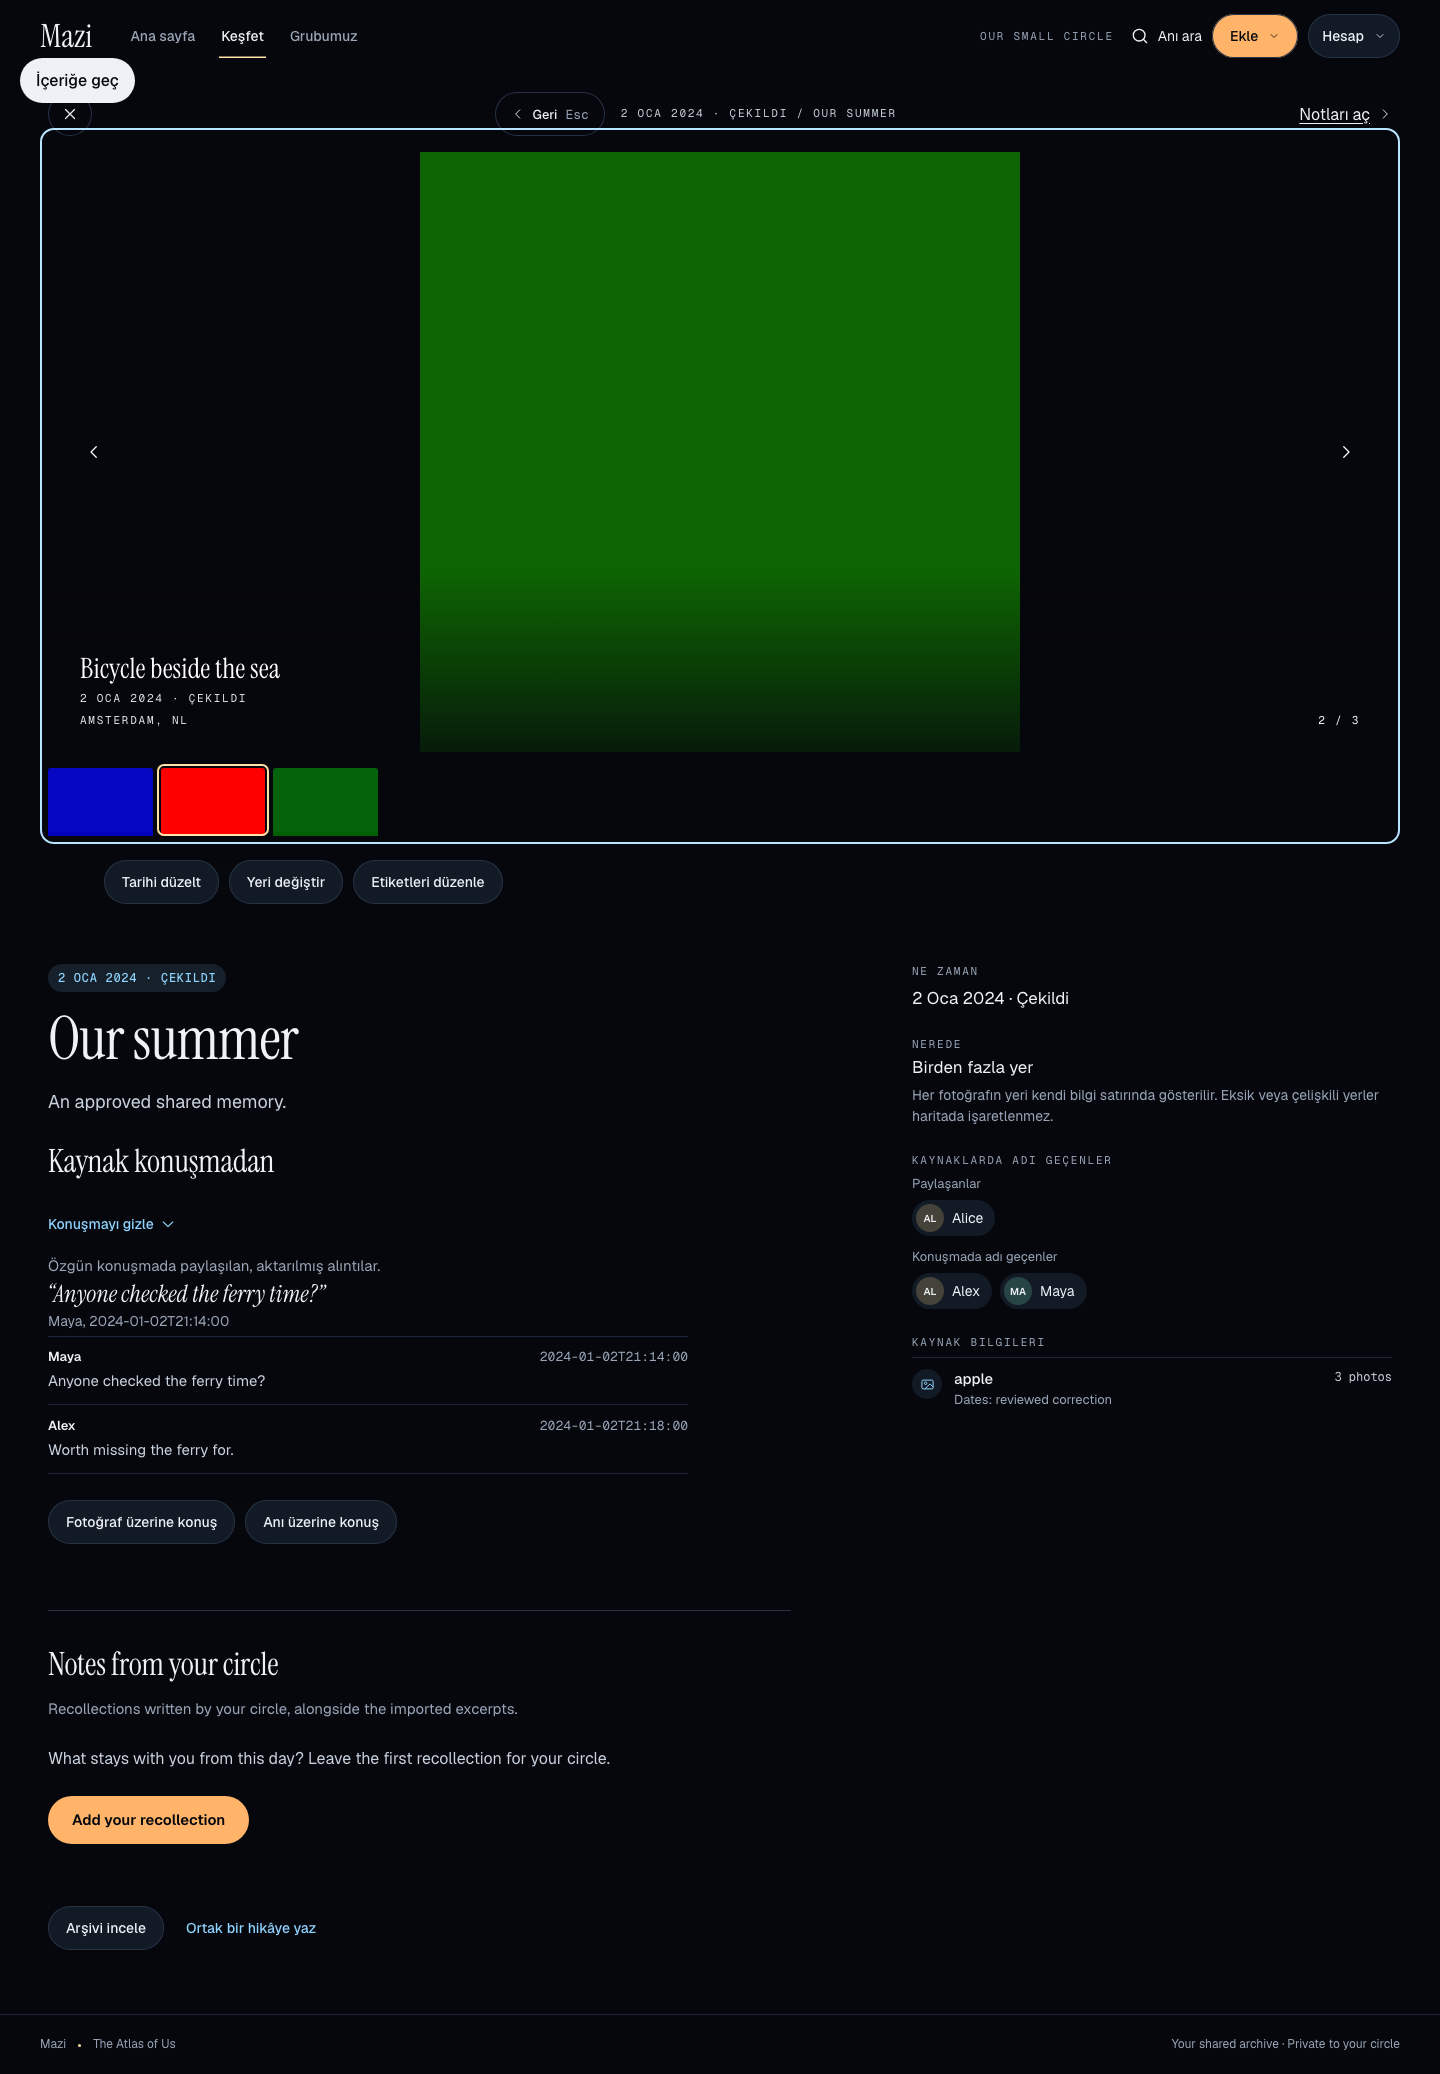 Mazi
Ana sayfa
Keşfet
Grubumuz
OUR SMALL CIRCLE
Anı ara
Ekle
Hesap
İçeriğe geç
Geri Esc
2 OCA 2024 · ÇEKILDI / OUR SUMMER
Notları aç
Bicycle beside the sea
2 OCA 2024 · ÇEKILDI
AMSTERDAM, NL
2 / 3
Tarihi düzelt
Yeri değiştir
Etiketleri düzenle
2 OCA 2024 · ÇEKILDI
Our summer
An approved shared memory.
Kaynak konuşmadan
Konuşmayı gizle
Özgün konuşmada paylaşılan, aktarılmış alıntılar.
“Anyone checked the ferry time?”
Maya, 2024-01-02T21:14:00
Maya 2024-01-02T21:14:00
Anyone checked the ferry time?
Alex 2024-01-02T21:18:00
Worth missing the ferry for.
Fotoğraf üzerine konuş
Anı üzerine konuş
NE ZAMAN
2 Oca 2024 · Çekildi
NEREDE
Birden fazla yer
Her fotoğrafın yeri kendi bilgi satırında gösterilir. Eksik veya çelişkili yerler
haritada işaretlenmez.
KAYNAKLARDA ADI GEÇENLER
Paylaşanlar
AL Alice
Konuşmada adı geçenler
AL Alex
MA Maya
KAYNAK BILGILERI
apple 3 photos
Dates: reviewed correction
Notes from your circle
Recollections written by your circle, alongside the imported excerpts.
What stays with you from this day? Leave the first recollection for your circle.
Add your recollection
Arşivi incele
Ortak bir hikâye yaz
Mazi • The Atlas of Us
Your shared archive · Private to your circle